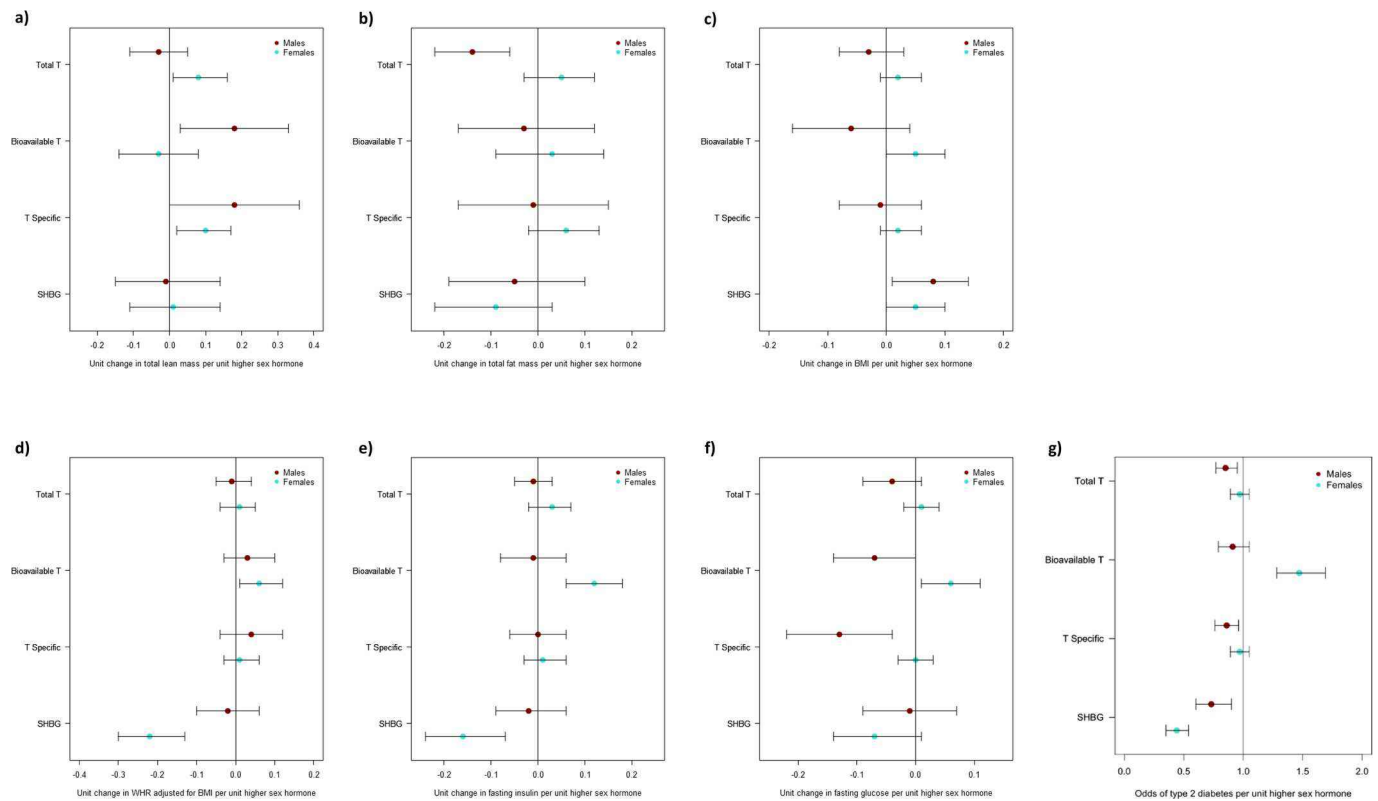 a)
Males
Females
Total T
Bioavailable T
T Specific
SHBG
-0.2 -0.1 0.0 0.1 0.2 0.3 0.4
Unit change in total lean mass per unit higher sex hormone
b)
Males
Females
Total T
Bioavailable T
T Specific
SHBG
-0.2 -0.1 0.0 0.1 0.2
Unit change in total fat mass per unit higher sex hormone
c)
Males
Females
Total T
Bioavailable T
T Specific
SHBG
-0.2 -0.1 0.0 0.1 0.2
Unit change in BMI per unit higher sex hormone
d)
Males
Females
Total T
Bioavailable T
T Specific
SHBG
-0.4 -0.3 -0.2 -0.1 0.0 0.1 0.2
Unit change in WHR adjusted for BMI per unit higher sex hormone
e)
Males
Females
Total T
Bioavailable T
T Specific
SHBG
-0.2 -0.1 0.0 0.1 0.2
Unit change in fasting insulin per unit higher sex hormone
f)
Males
Females
Total T
Bioavailable T
T Specific
SHBG
-0.2 -0.1 0.0 0.1 0.2
Unit change in fasting glucose per unit higher sex hormone
g)
Males
Females
Total T
Bioavailable T
T Specific
SHBG
0.0 0.5 1.0 1.5 2.0
Odds of type 2 diabetes per unit higher sex hormone